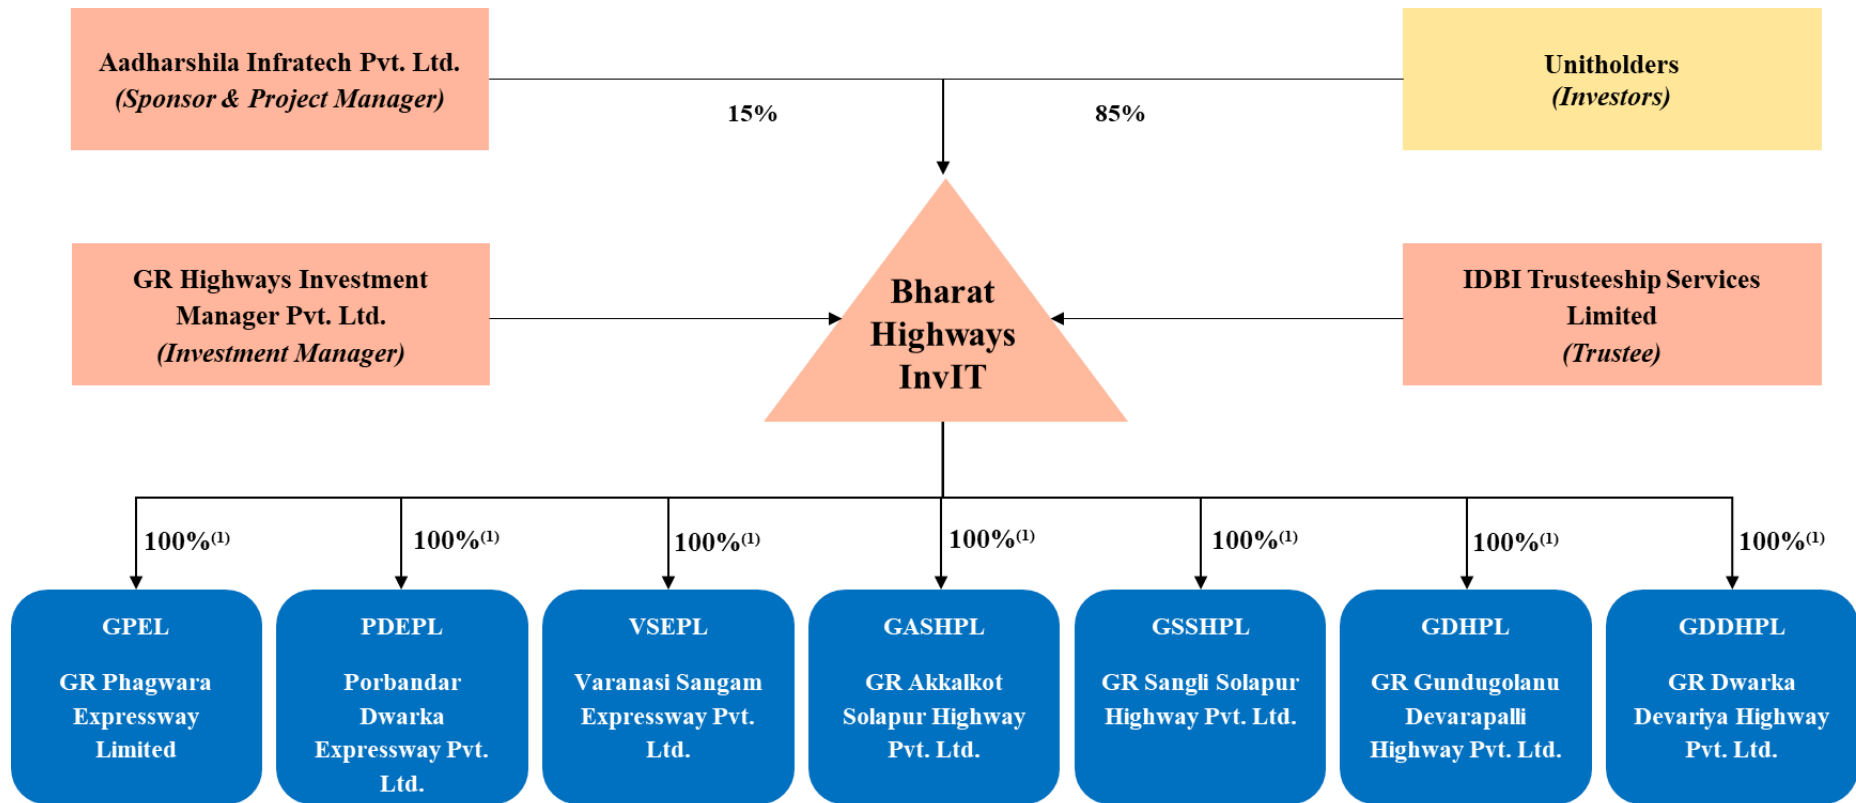 Aadharshila Infratech Pvt. Ltd.
(Sponsor & Project Manager)
Unitholders
(Investors)
15%
85%
GR Highways Investment
Manager Pvt. Ltd.
(Investment Manager)
Bharat
Highways
InvIT
IDBI Trusteeship Services
Limited
(Trustee)
100%(1)
100%(1)
100%(1)
100%(1)
100%(1)
100%(1)
100%(1)
GPEL
GR Phagwara
Expressway
Limited
PDEPL
Porbandar
Dwarka
Expressway Pvt.
Ltd.
VSEPL
Varanasi Sangam
Expressway Pvt.
Ltd.
GASHPL
GR Akkalkot
Solapur Highway
Pvt. Ltd.
GSSHPL
GR Sangli Solapur
Highway Pvt. Ltd.
GDHPL
GR Gundugolanu
Devarapalli
Highway Pvt. Ltd.
GDDHPL
GR Dwarka
Devariya Highway
Pvt. Ltd.